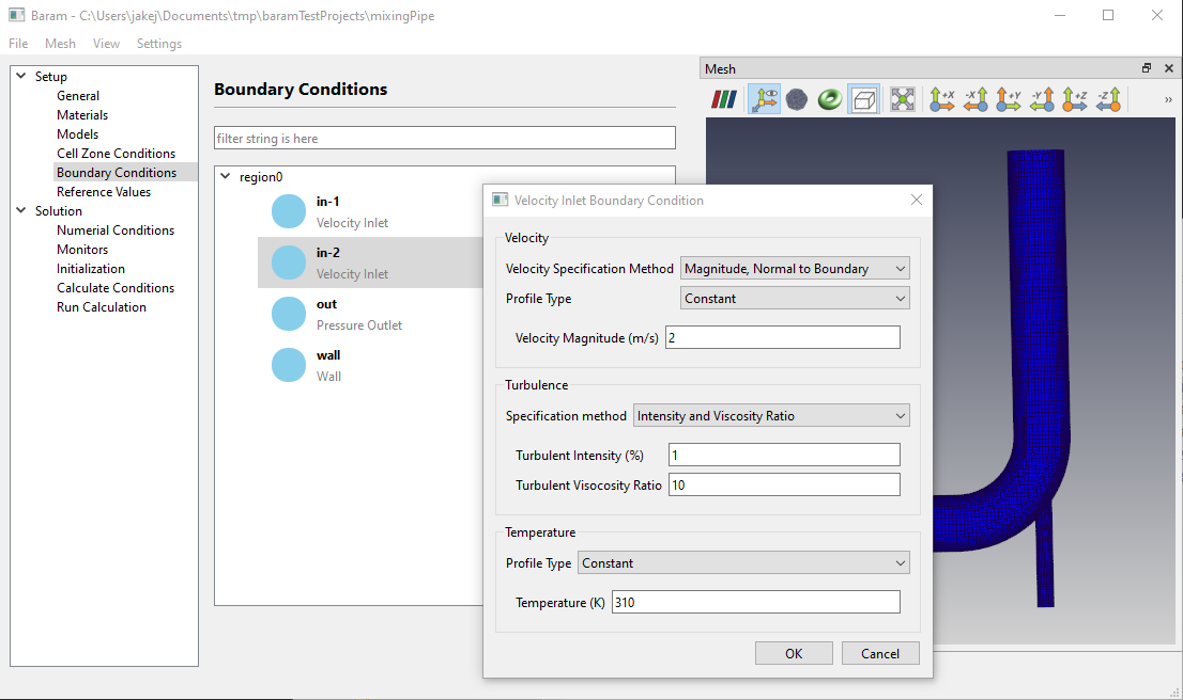 Baram - C:\Users\jakej\Documents\tmp\baramTestProjects\mixingPipe
File Mesh View Settings
Setup
General
Materials
Models
Cell Zone Conditions
Boundary Conditions
Reference Values
Solution
Numerial Conditions
Monitors
Initialization
Calculate Conditions
Run Calculation
Boundary Conditions
filter string is here
region0
in-1
Velocity Inlet
in-2
Velocity Inlet
out
Pressure Outlet
wall
Wall
Mesh
+X -X +Y -Y +Z -Z »
Velocity Inlet Boundary Condition
Velocity
Velocity Specification Method Magnitude, Normal to Boundary
Profile Type Constant
Velocity Magnitude (m/s) 2
Turbulence
Specification method Intensity and Viscosity Ratio
Turbulent Intensity (%) 1
Turbulent Visocosity Ratio 10
Temperature
Profile Type Constant
Temperature (K) 310
OK Cancel